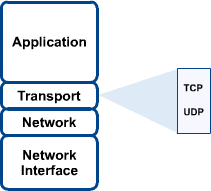 Application
Transport
Network
Network
Interface
TCP
UDP